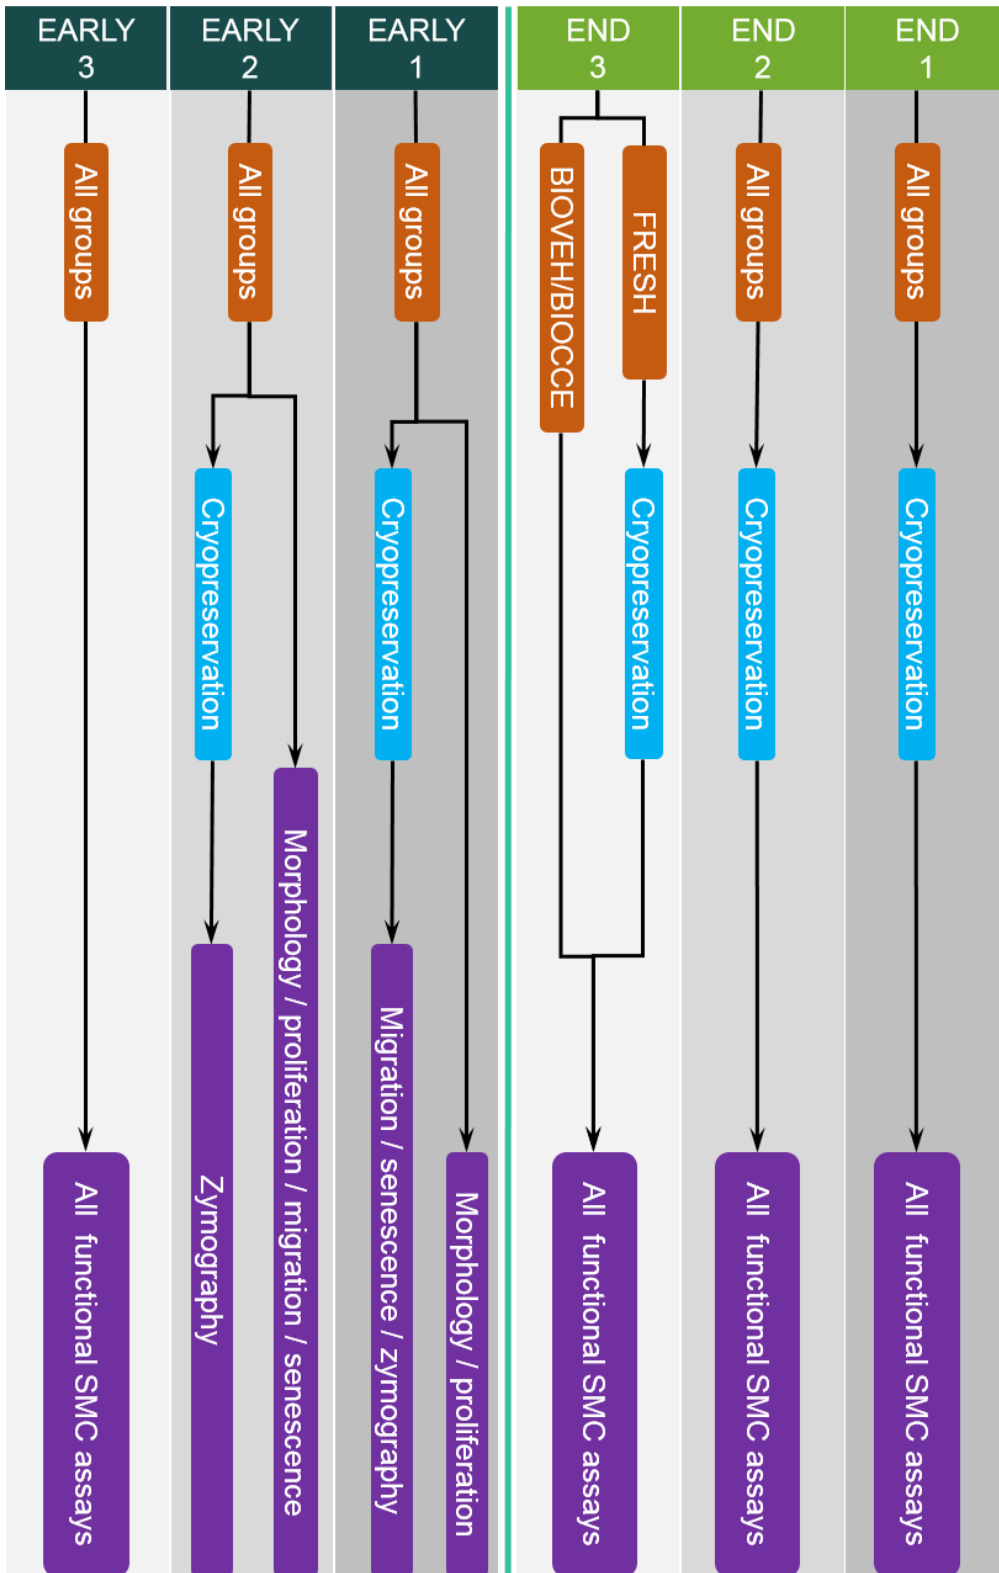 EARLY
3
EARLY
2
EARLY
1
END
3
END
2
END
1
All groups
All groups
All groups
BIOVEH/BIOCCE
FRESH
All groups
All groups
Cryopreservation
Cryopreservation
Cryopreservation
Cryopreservation
Cryopreservation
All functional SMC assays
Zymography
Morphology / proliferation / migration / senescence
Migration / senescence / zymography
Morphology / proliferation
All functional SMC assays
All functional SMC assays
All functional SMC assays